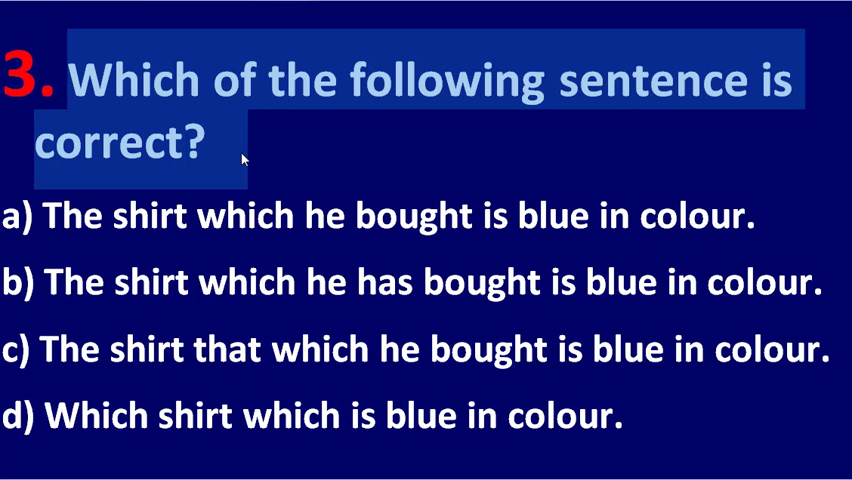 3. Which of the following sentence is
correct?
a) The shirt which he bought is blue in colour.
b) The shirt which he has bought is blue in colour.
c) The shirt that which he bought is blue in colour.
d) Which shirt which is blue in colour.